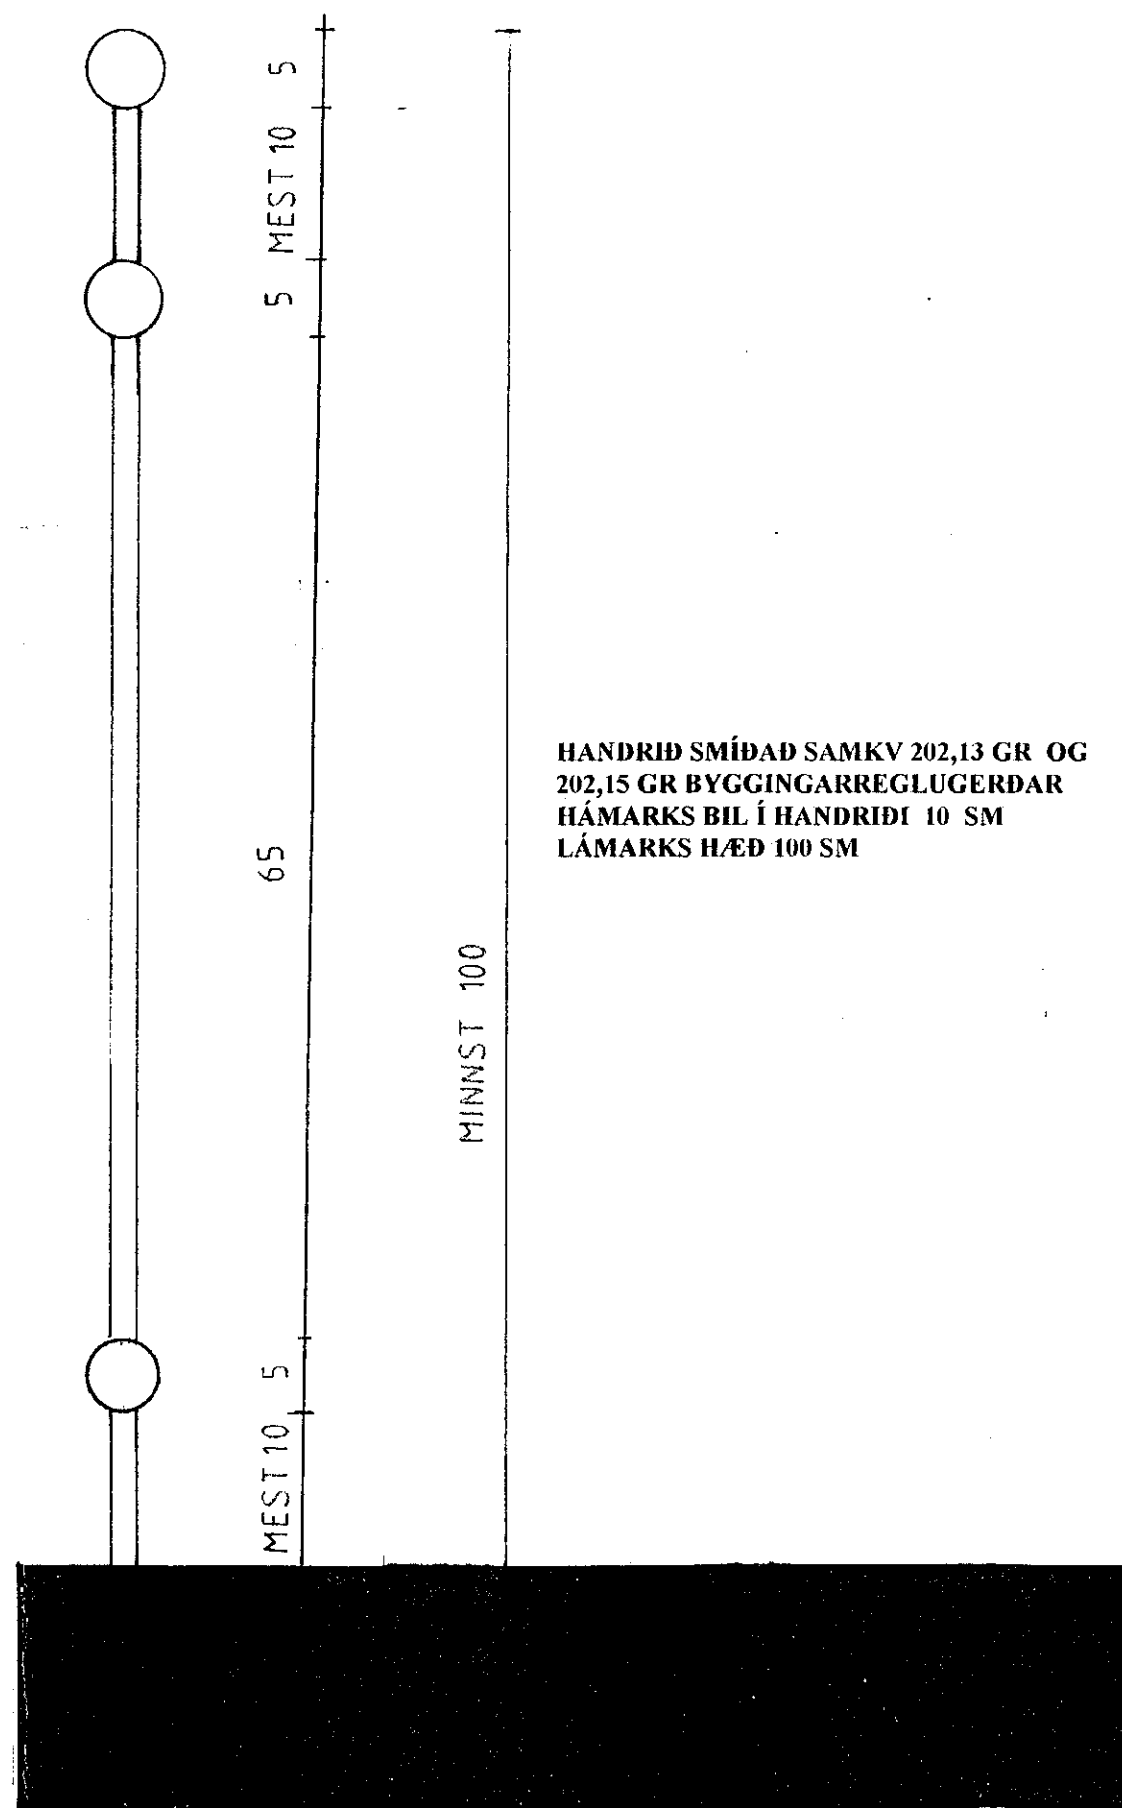 5
MEST 10
5
65
5
MEST 10
MINNST 100
HANDRIÐ SMÍÐAÐ SAMKV 202,13 GR OG
202,15 GR BYGGINGARREGLUGERÐAR
HÁMARKS BIL Í HANDRIÐI 10 SM
LÁMARKS HÆÐ 100 SM